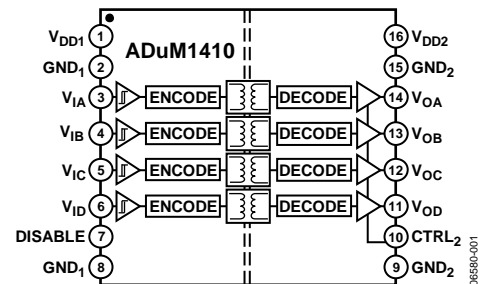 ADuM1410
VDD1 1
GND1 2
VIA 3 ENCODE DECODE 14 VOA
VIB 4 ENCODE DECODE 13 VOB
VIC 5 ENCODE DECODE 12 VOC
VID 6 ENCODE DECODE 11 VOD
DISABLE 7
GND1 8
16 VDD2
15 GND2
10 CTRL2
9 GND2
06580-001